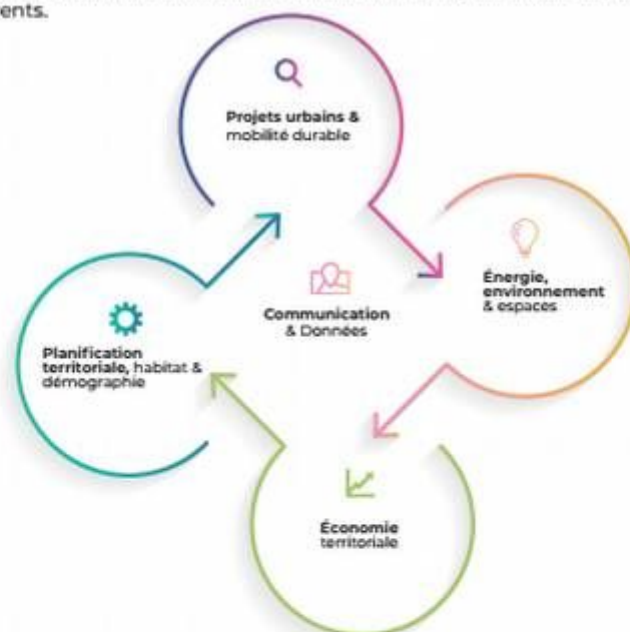 ents.
Projets urbains &
mobilité durable
Énergie,
environnement
& espaces
Communication
& Données
Planification
territoriale, habitat &
démographie
Économie
territoriale